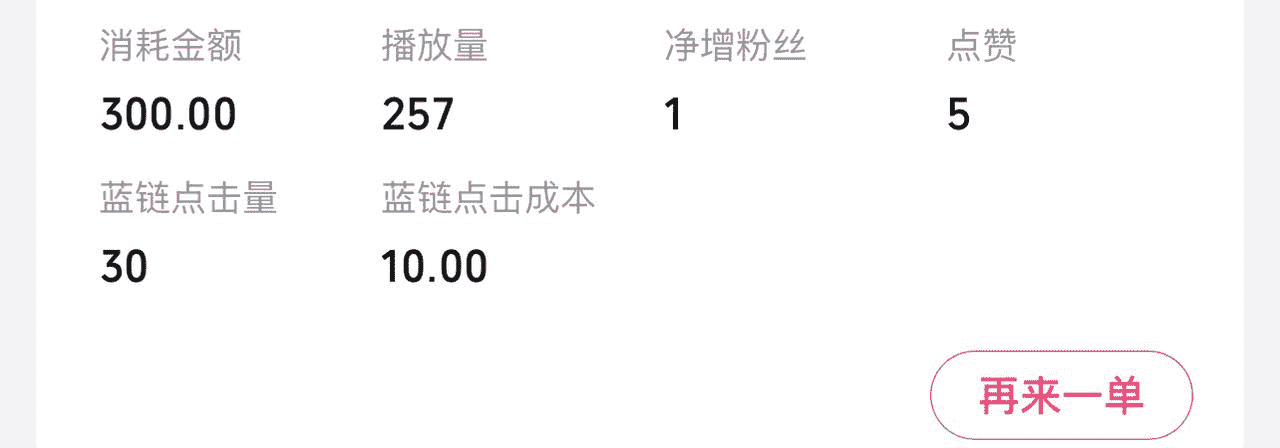 消耗金额 播放量 净增粉丝 点赞
300.00 257 1 5
蓝链点击量 蓝链点击成本
30 10.00
再来一单